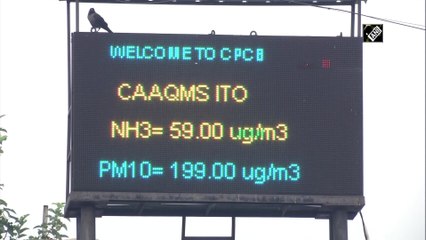 WELCOME TO CPCB
CAAQMS ITO
NH3= 59.00 ug/m3
PM10= 199.00 ug/m3